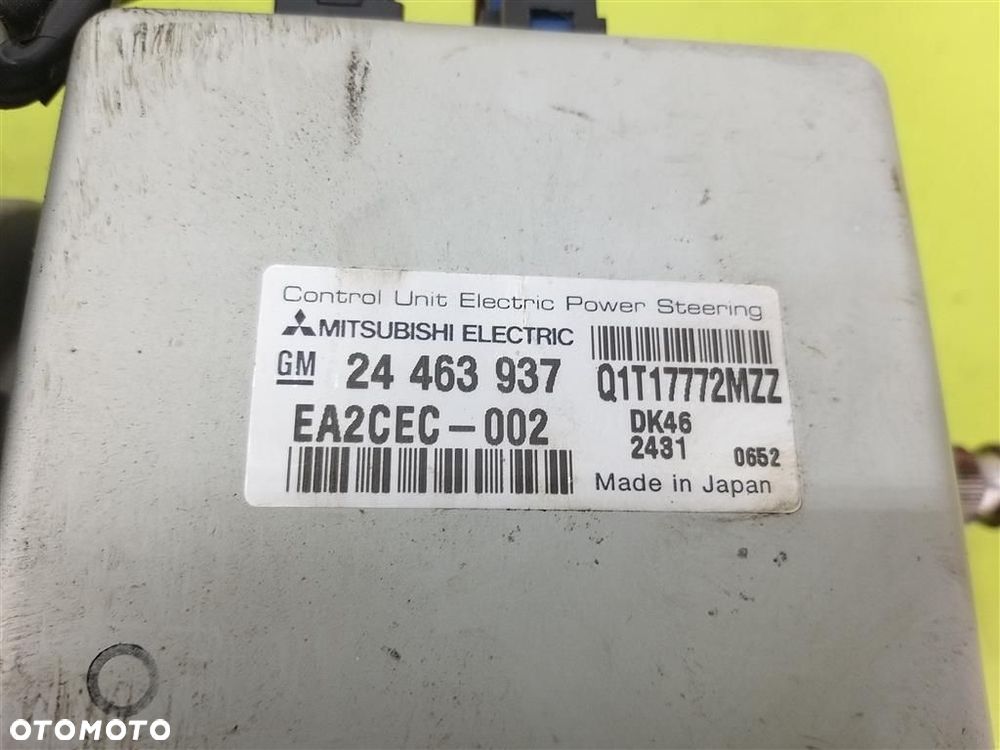 Control Unit Electric Power Steering
MITSUBISHI ELECTRIC
GM 24 463 937
Q1T17772MZZ
EA2CEC-002
DK46
2431 0652
Made in Japan
OTOMOTO